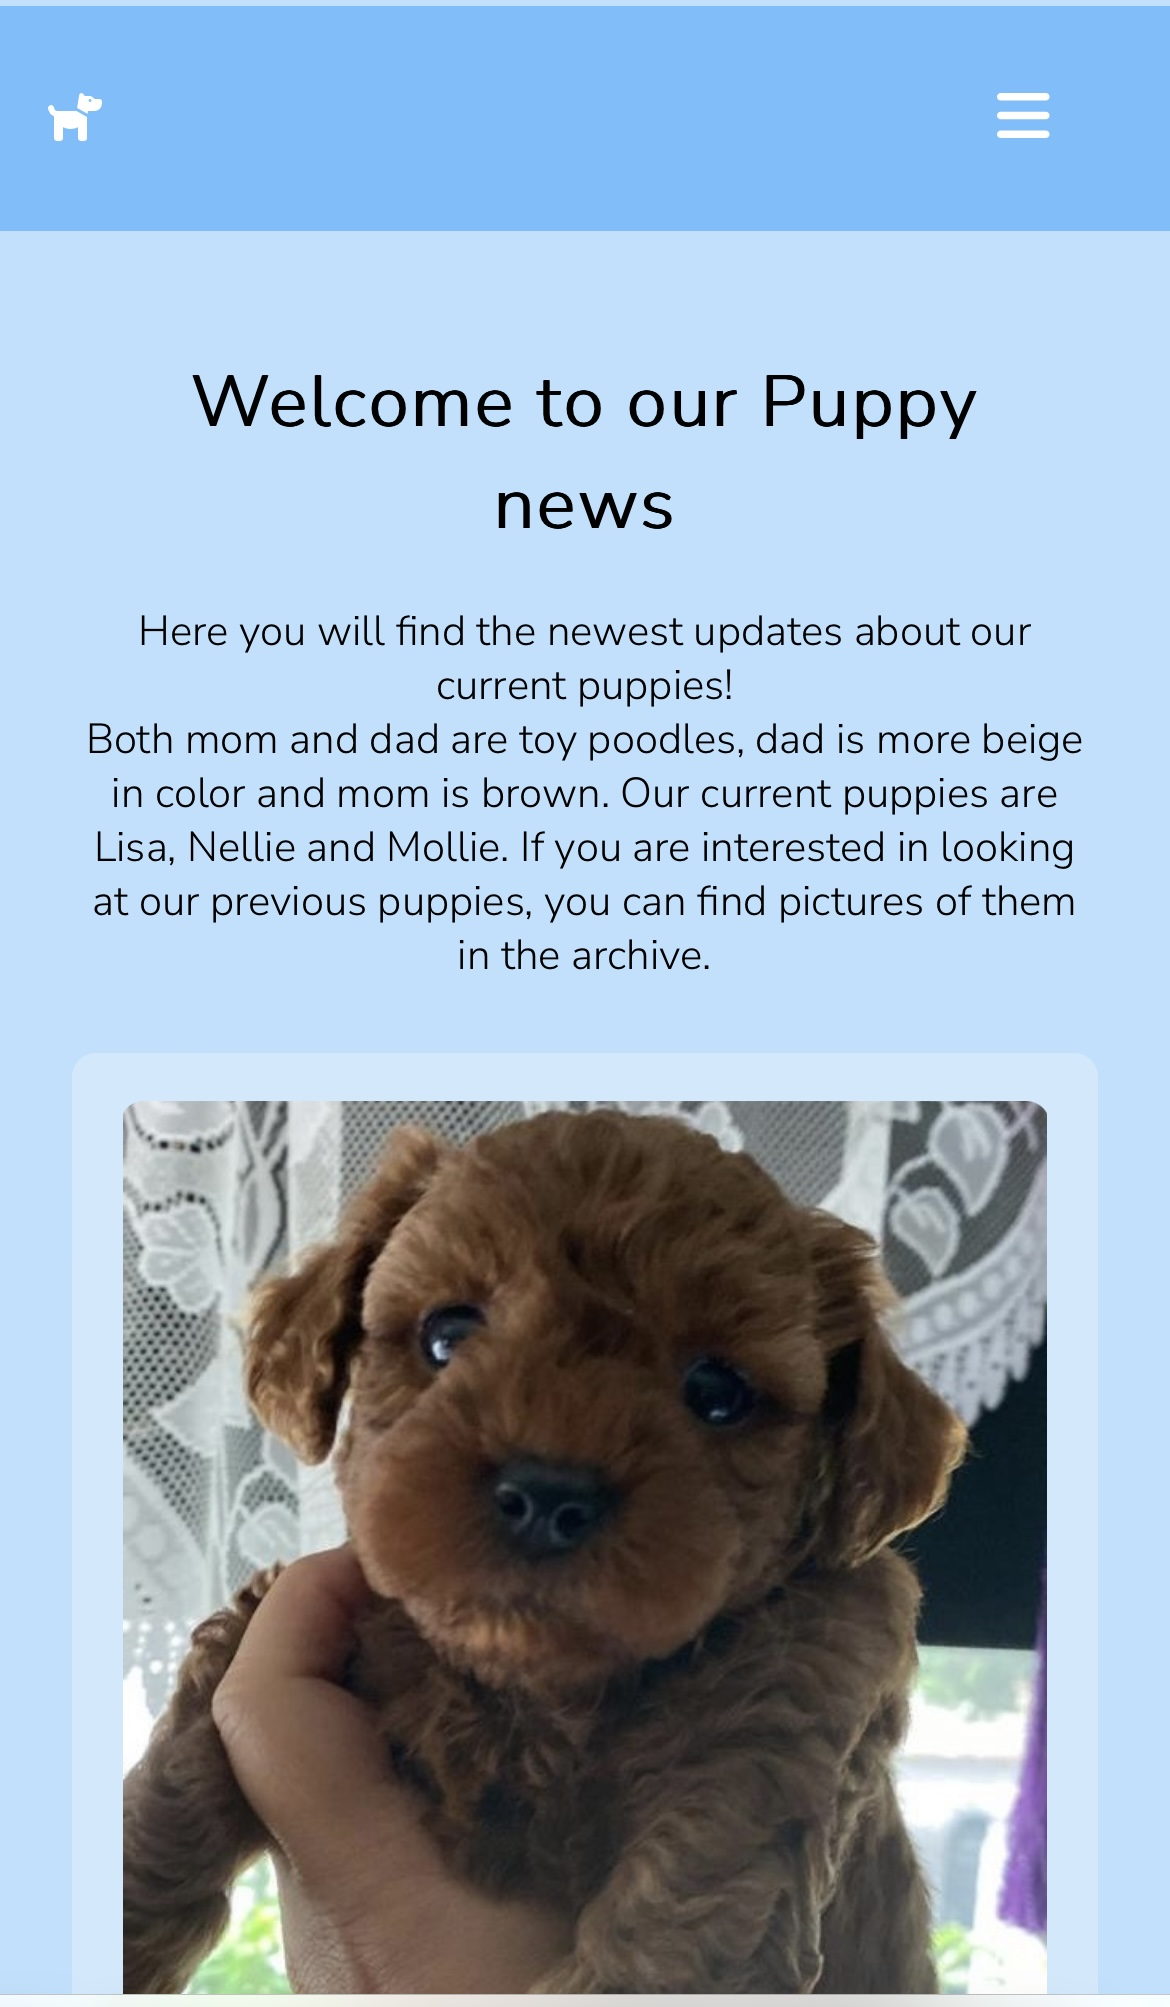 Welcome to our Puppy
news
Here you will find the newest updates about our
current puppies!
Both mom and dad are toy poodles, dad is more beige
in color and mom is brown. Our current puppies are
Lisa, Nellie and Mollie. If you are interested in looking
at our previous puppies, you can find pictures of them
in the archive.